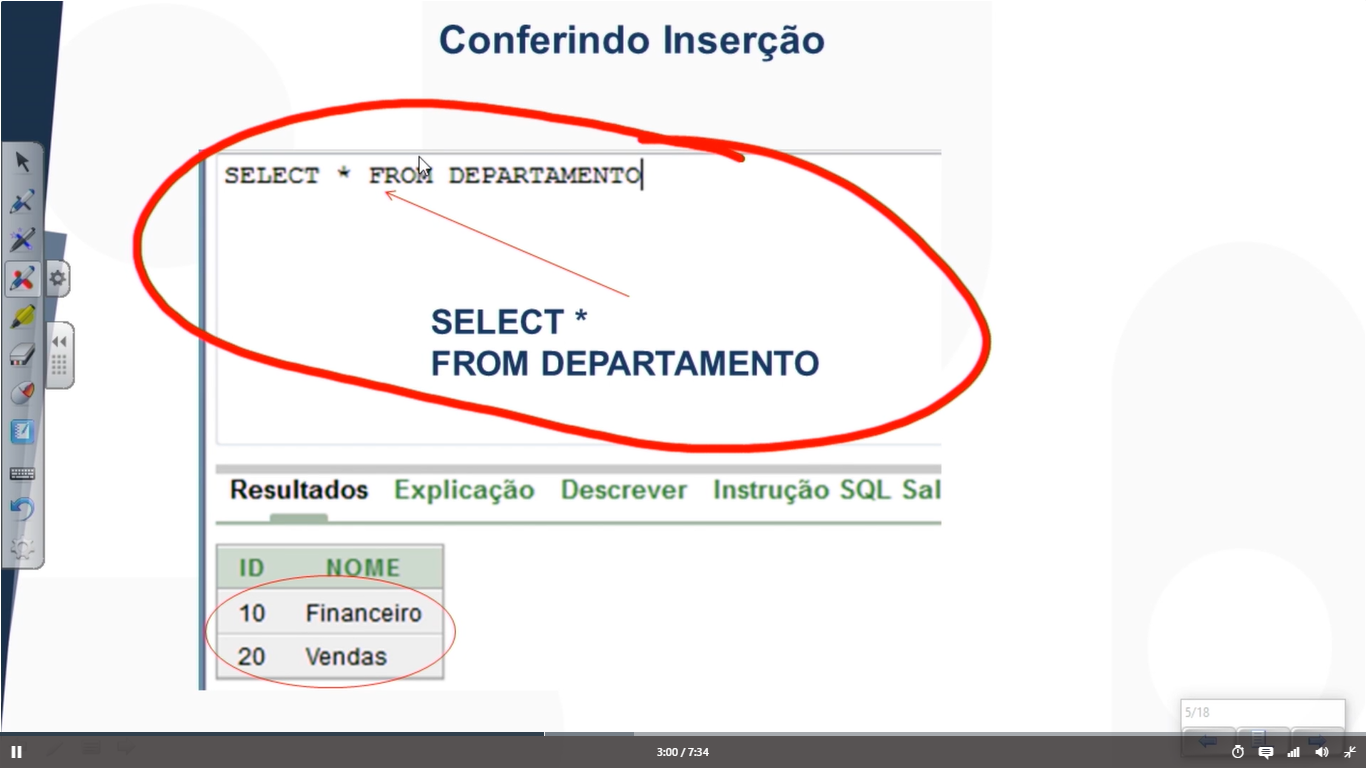 Conferindo Inserção
SELECT * FROM DEPARTAMENTO
SELECT *
FROM DEPARTAMENTO
Resultados Explicação Descrever Instrução SQL Sal
ID NOME
10 Financeiro
20 Vendas
5/18
3:00 / 7:34